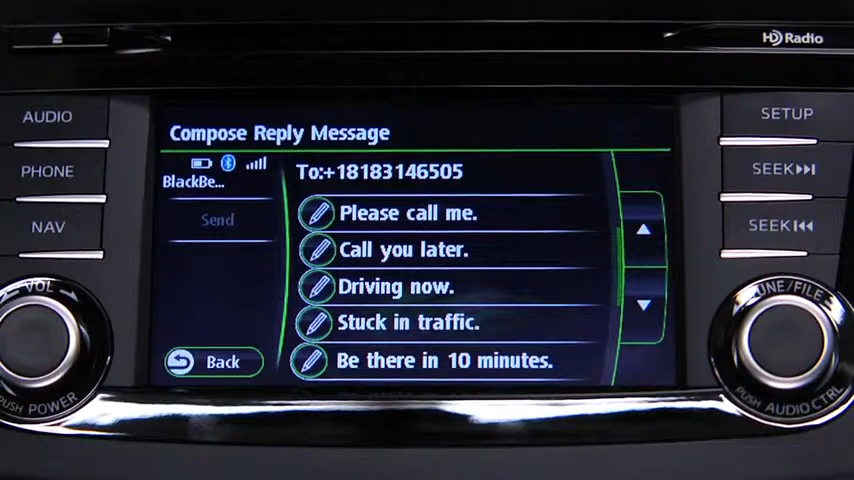 HD Radio
AUDIO
PHONE
NAV
VOL
PUSH POWER
Compose Reply Message
BlackBe...
Send
Back
To:+18183146505
Please call me.
Call you later.
Driving now.
Stuck in traffic.
Be there in 10 minutes.
SETUP
SEEK
SEEK
TUNE/FILE
PUSH AUDIO CTRL